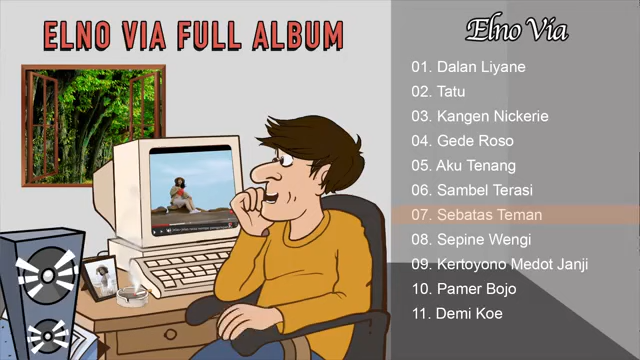 ELNO VIA FULL ALBUM
Elno Via
01. Dalan Liyane
02. Tatu
03. Kangen Nickerie
04. Gede Roso
05. Aku Tenang
06. Sambel Terasi
07. Sebatas Teman
08. Sepine Wengi
09. Kertoyono Medot Janji
10. Pamer Bojo
11. Demi Koe